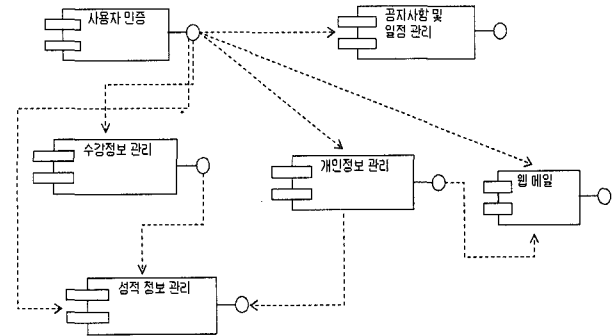 사용자 인증
공지사항 및
일정 관리
수강정보 관리
개인정보 관리
웹 메일
성적 정보 관리